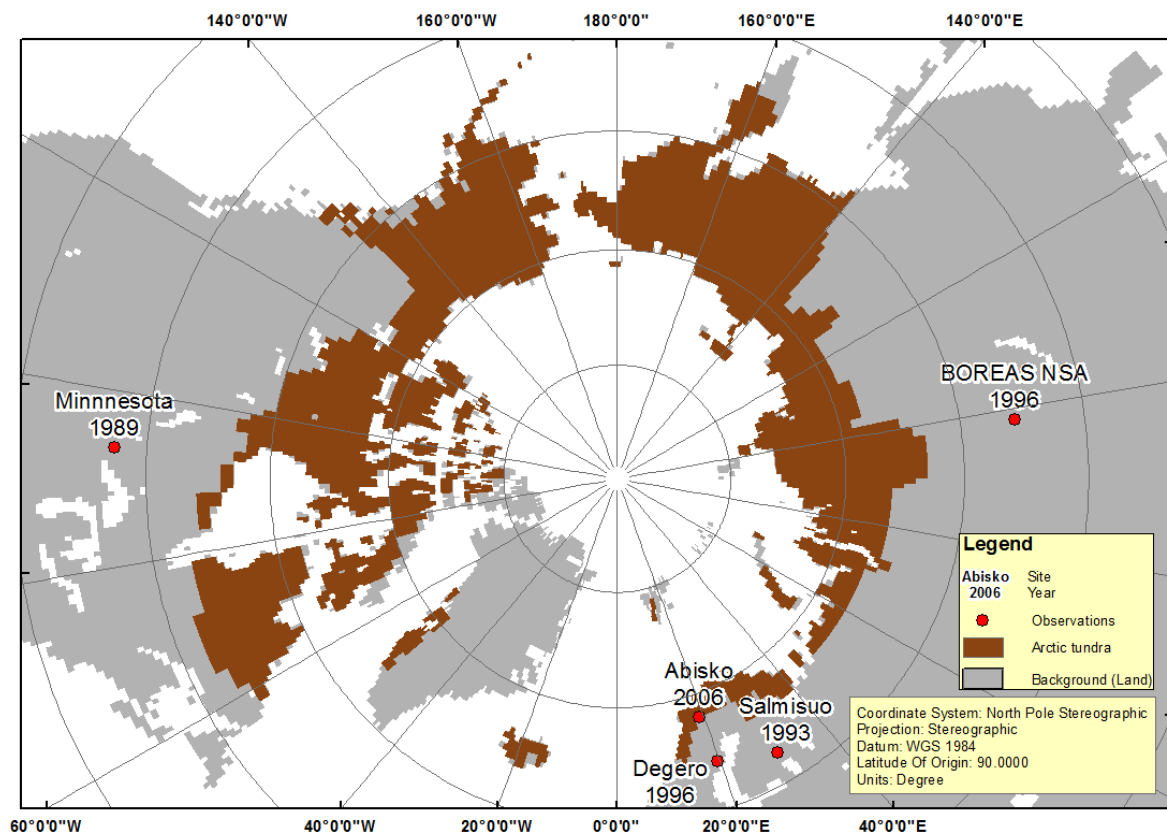 140°0'0"W 160°0'0"W 180°0'0" 160°0'0"E 140°0'0"E
Minnnesota
1989
BOREAS NSA
1996
Abisko
2006
Salmisuo
1993
Degero
1996
Legend
Abisko
2006
Site
Year
Observations
Arctic tundra
Background (Land)
Coordinate System: North Pole Stereographic
Projection: Stereographic
Datum: WGS 1984
Latitude Of Origin: 90.0000
Units: Degree
60°0'0"W 40°0'0"W 20°0'0"W 0°0'0" 20°0'0"E 40°0'0"E